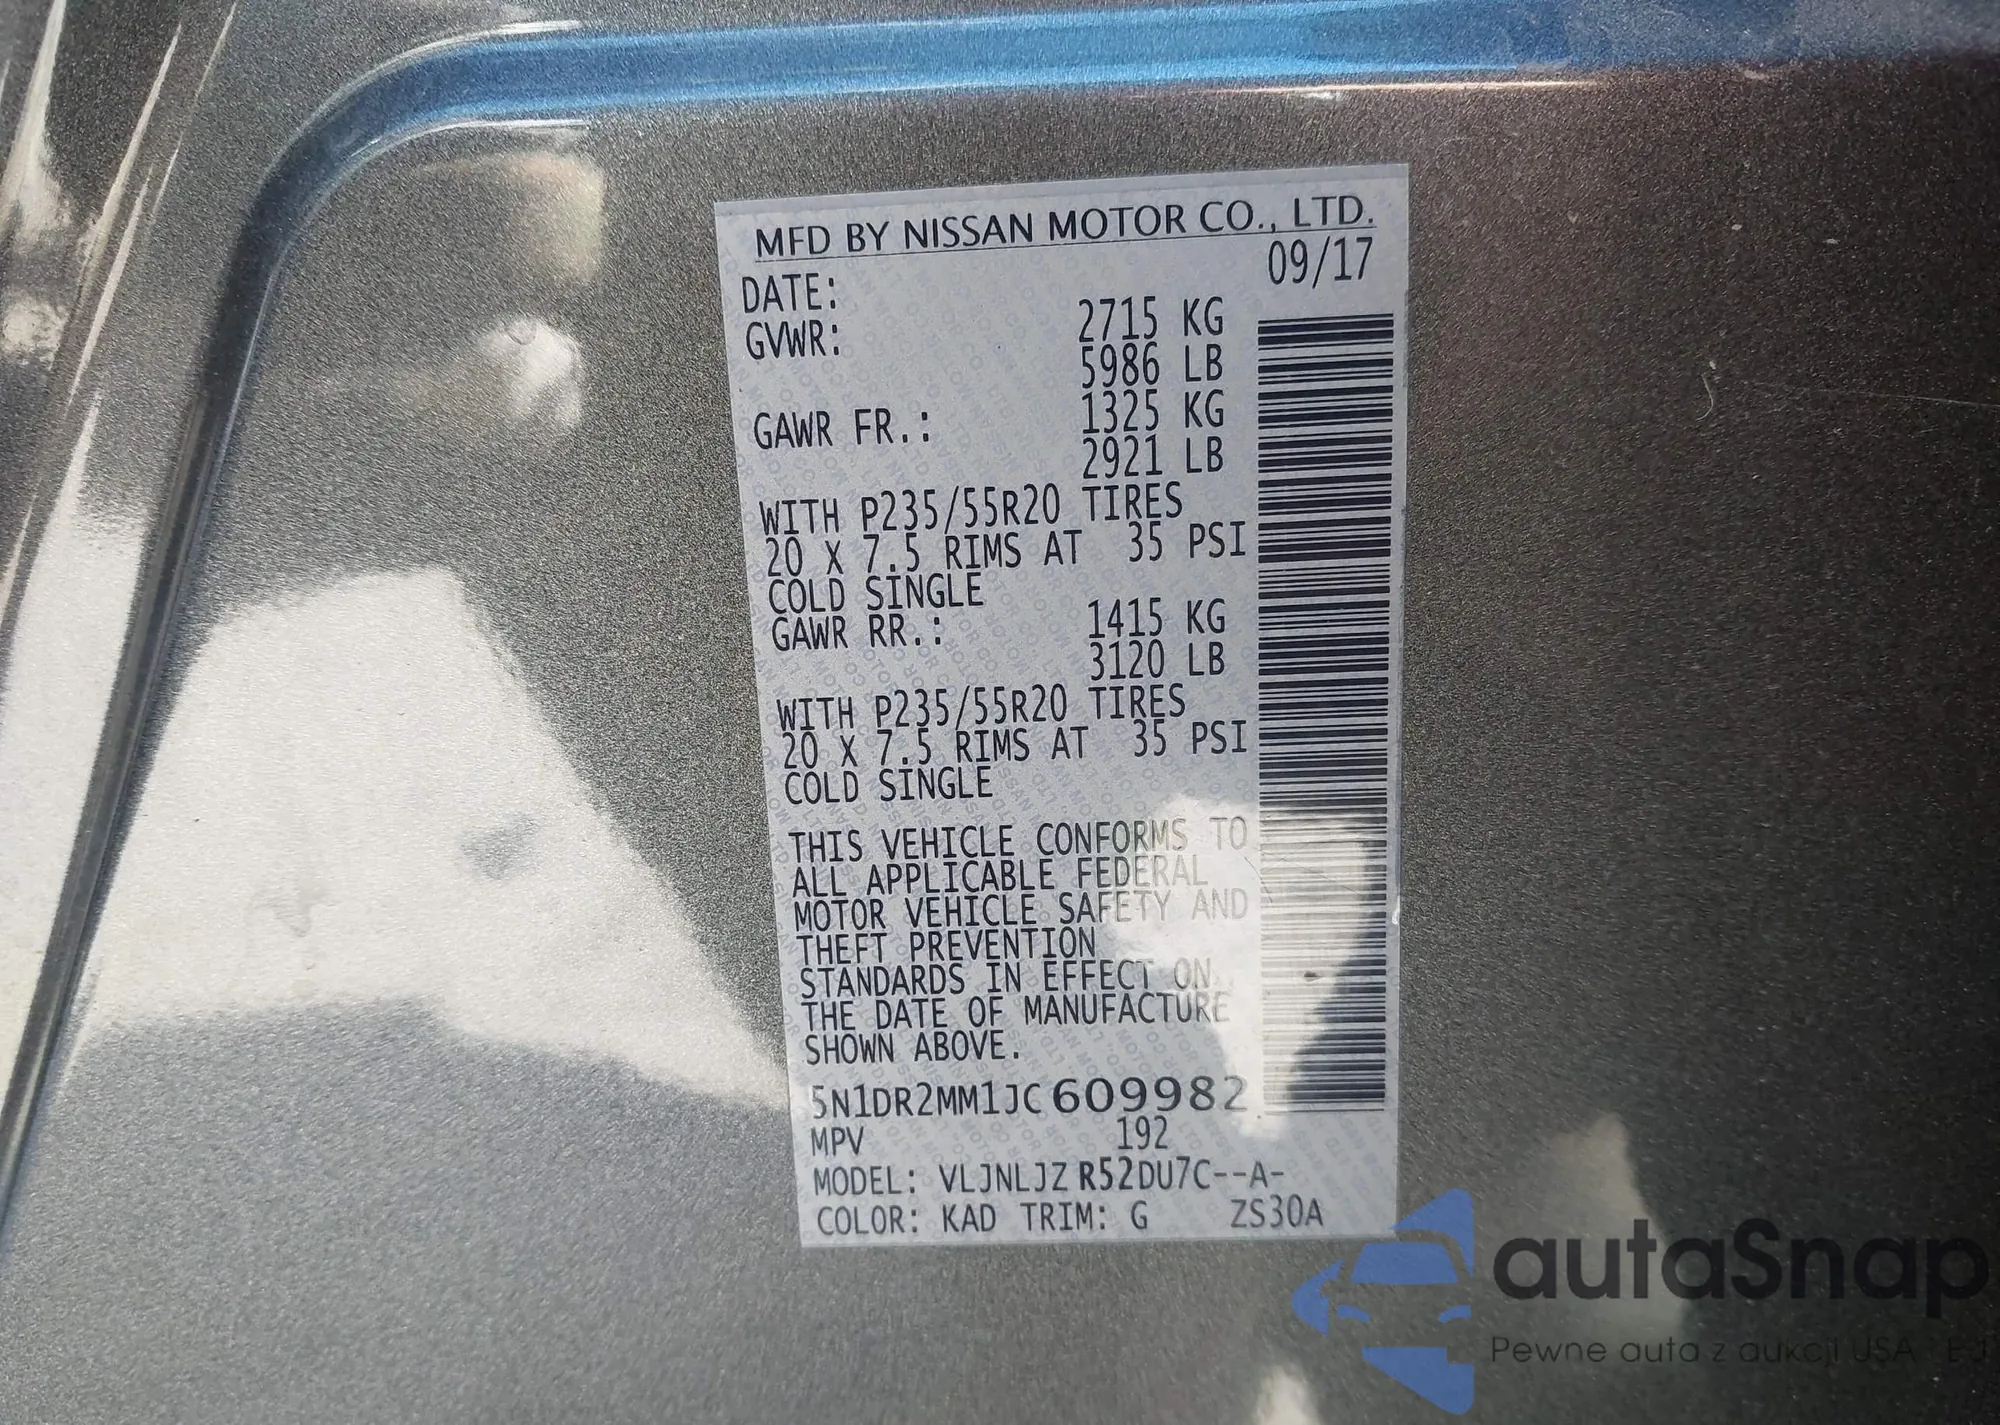 MFD BY NISSAN MOTOR CO., LTD.
DATE: 09/17
GVWR: 2715 KG
5986 LB
GAWR FR.: 1325 KG
2921 LB
WITH P235/55R20 TIRES
20 X 7.5 RIMS AT 35 PSI
COLD SINGLE
GAWR RR.: 1415 KG
3120 LB
WITH P235/55R20 TIRES
20 X 7.5 RIMS AT 35 PSI
COLD SINGLE
THIS VEHICLE CONFORMS TO
ALL APPLICABLE FEDERAL
MOTOR VEHICLE SAFETY AND
THEFT PREVENTION
STANDARDS IN EFFECT ON
THE DATE OF MANUFACTURE
SHOWN ABOVE.
5N1DR2MM1JC609982
MPV 192
MODEL: VLJNLJZ R52DU7C--A-
COLOR: KAD TRIM: G ZS30A
autaSnap
Pewne auta z aukcji USA